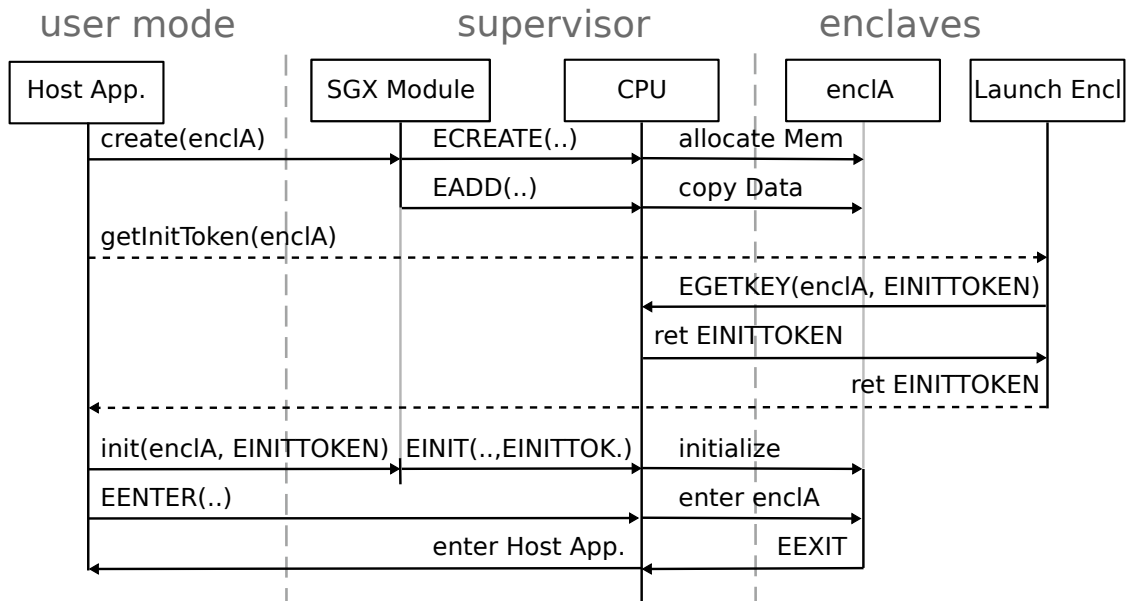 user mode supervisor enclaves
Host App. SGX Module CPU enclA Launch Encl
create(enclA) ECREATE(..) allocate Mem
EADD(..) copy Data
getInitToken(enclA)
EGETKEY(enclA, EINITTOKEN)
ret EINITTOKEN
ret EINITTOKEN
init(enclA, EINITTOKEN) EINIT(..,EINITTOK.) initialize
EENTER(..) enter enclA
enter Host App. EEXIT